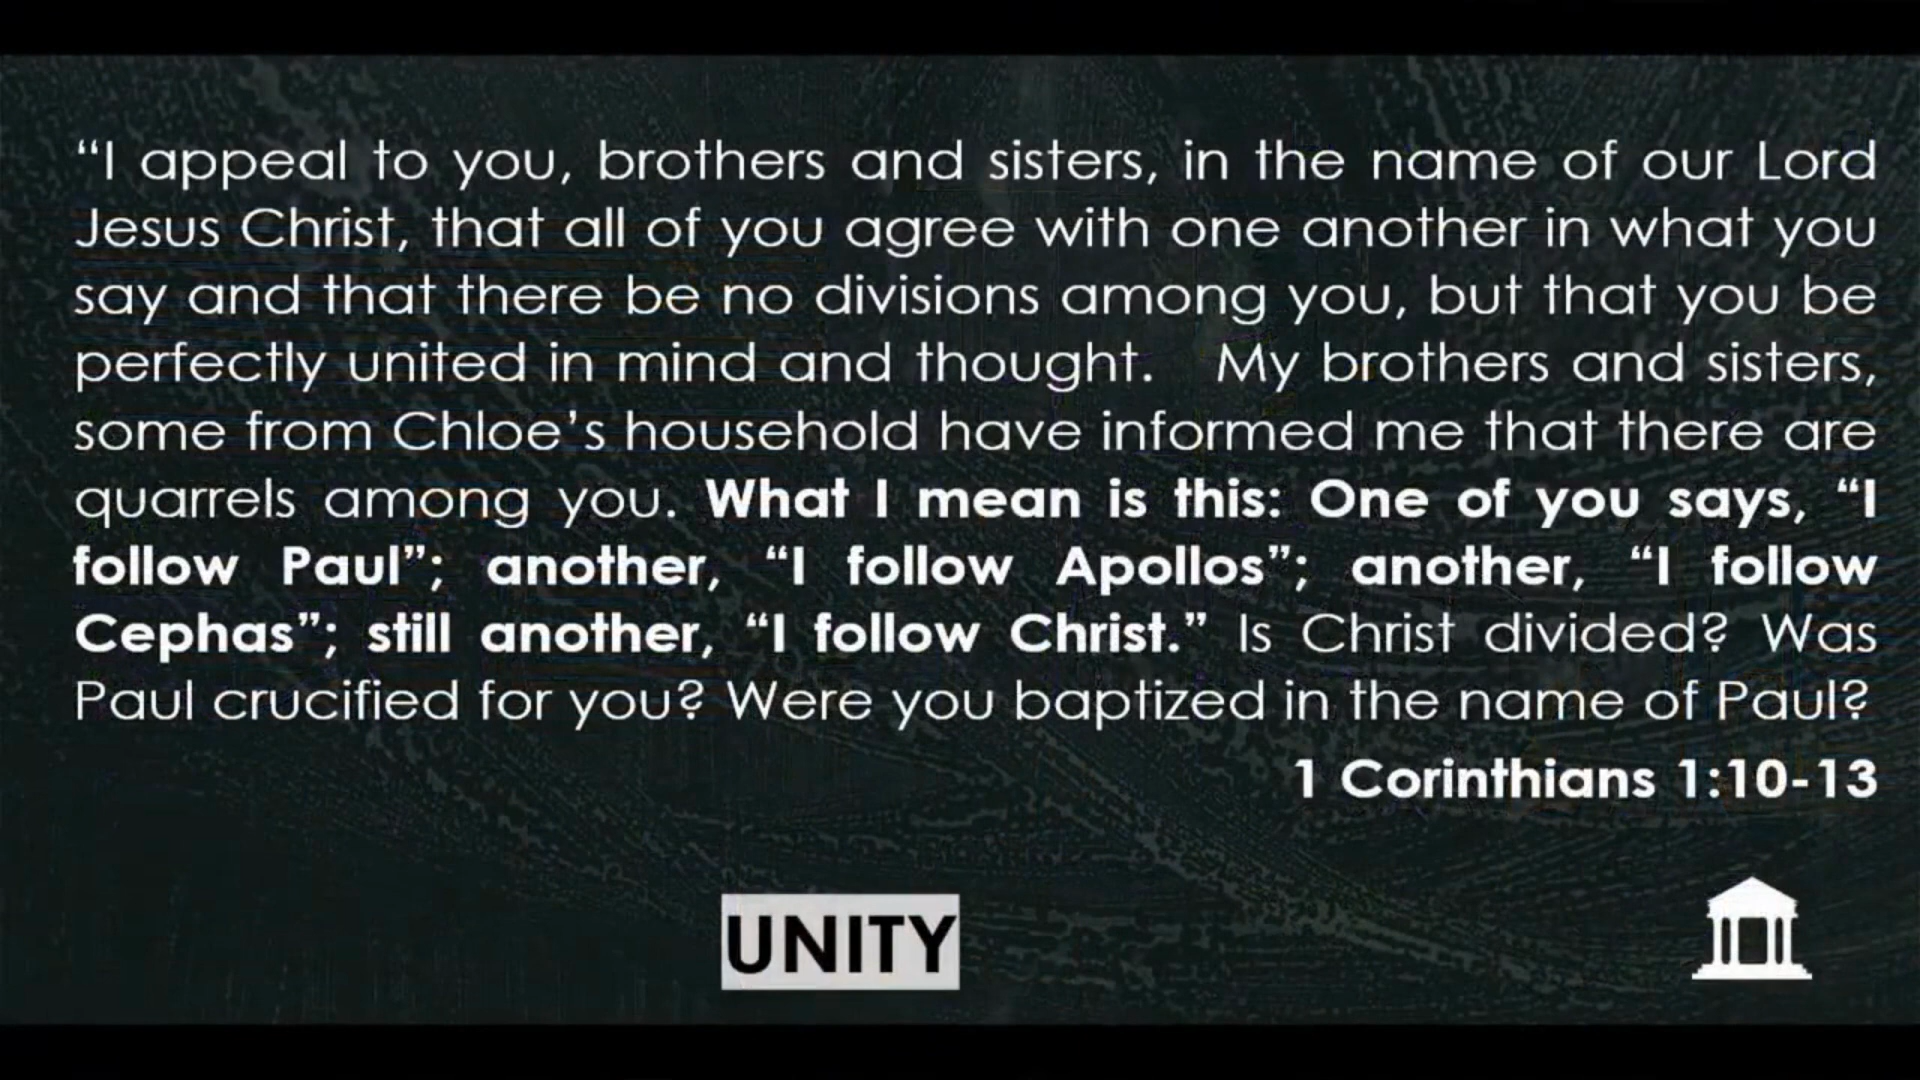 “I appeal to you, brothers and sisters, in the name of our Lord
Jesus Christ, that all of you agree with one another in what you
say and that there be no divisions among you, but that you be
perfectly united in mind and thought. My brothers and sisters,
some from Chloe’s household have informed me that there are
quarrels among you. What I mean is this: One of you says, “I
follow Paul”; another, “I follow Apollos”; another, “I follow
Cephas”; still another, “I follow Christ.” Is Christ divided? Was
Paul crucified for you? Were you baptized in the name of Paul?
1 Corinthians 1:10-13
UNITY